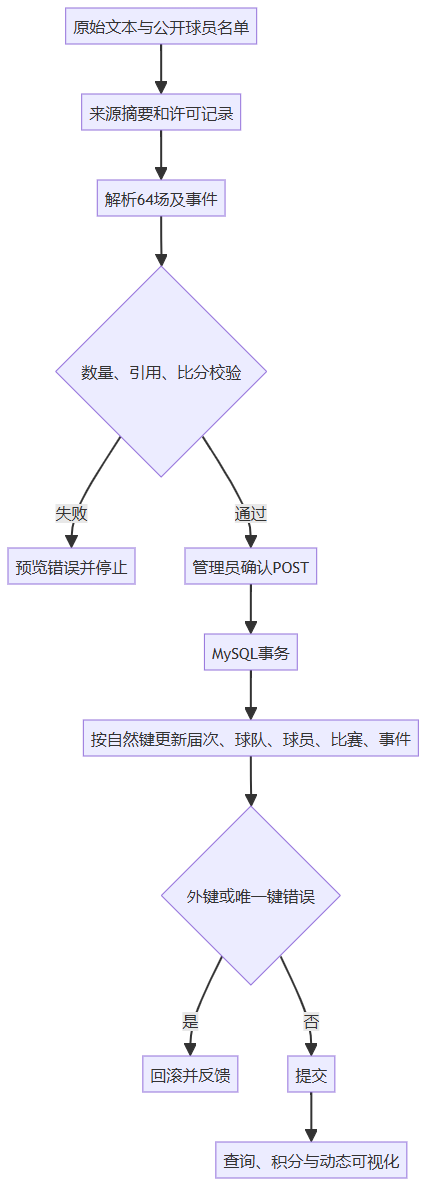 原始文本与公开球员名单
来源摘要和许可记录
解析64场及事件
数量、引用、比分校验
失败
通过
预览错误并停止
管理员确认POST
MySQL事务
按自然键更新届次、球队、球员、比赛、事件
外键或唯一键错误
是
否
回滚并反馈
提交
查询、积分与动态可视化